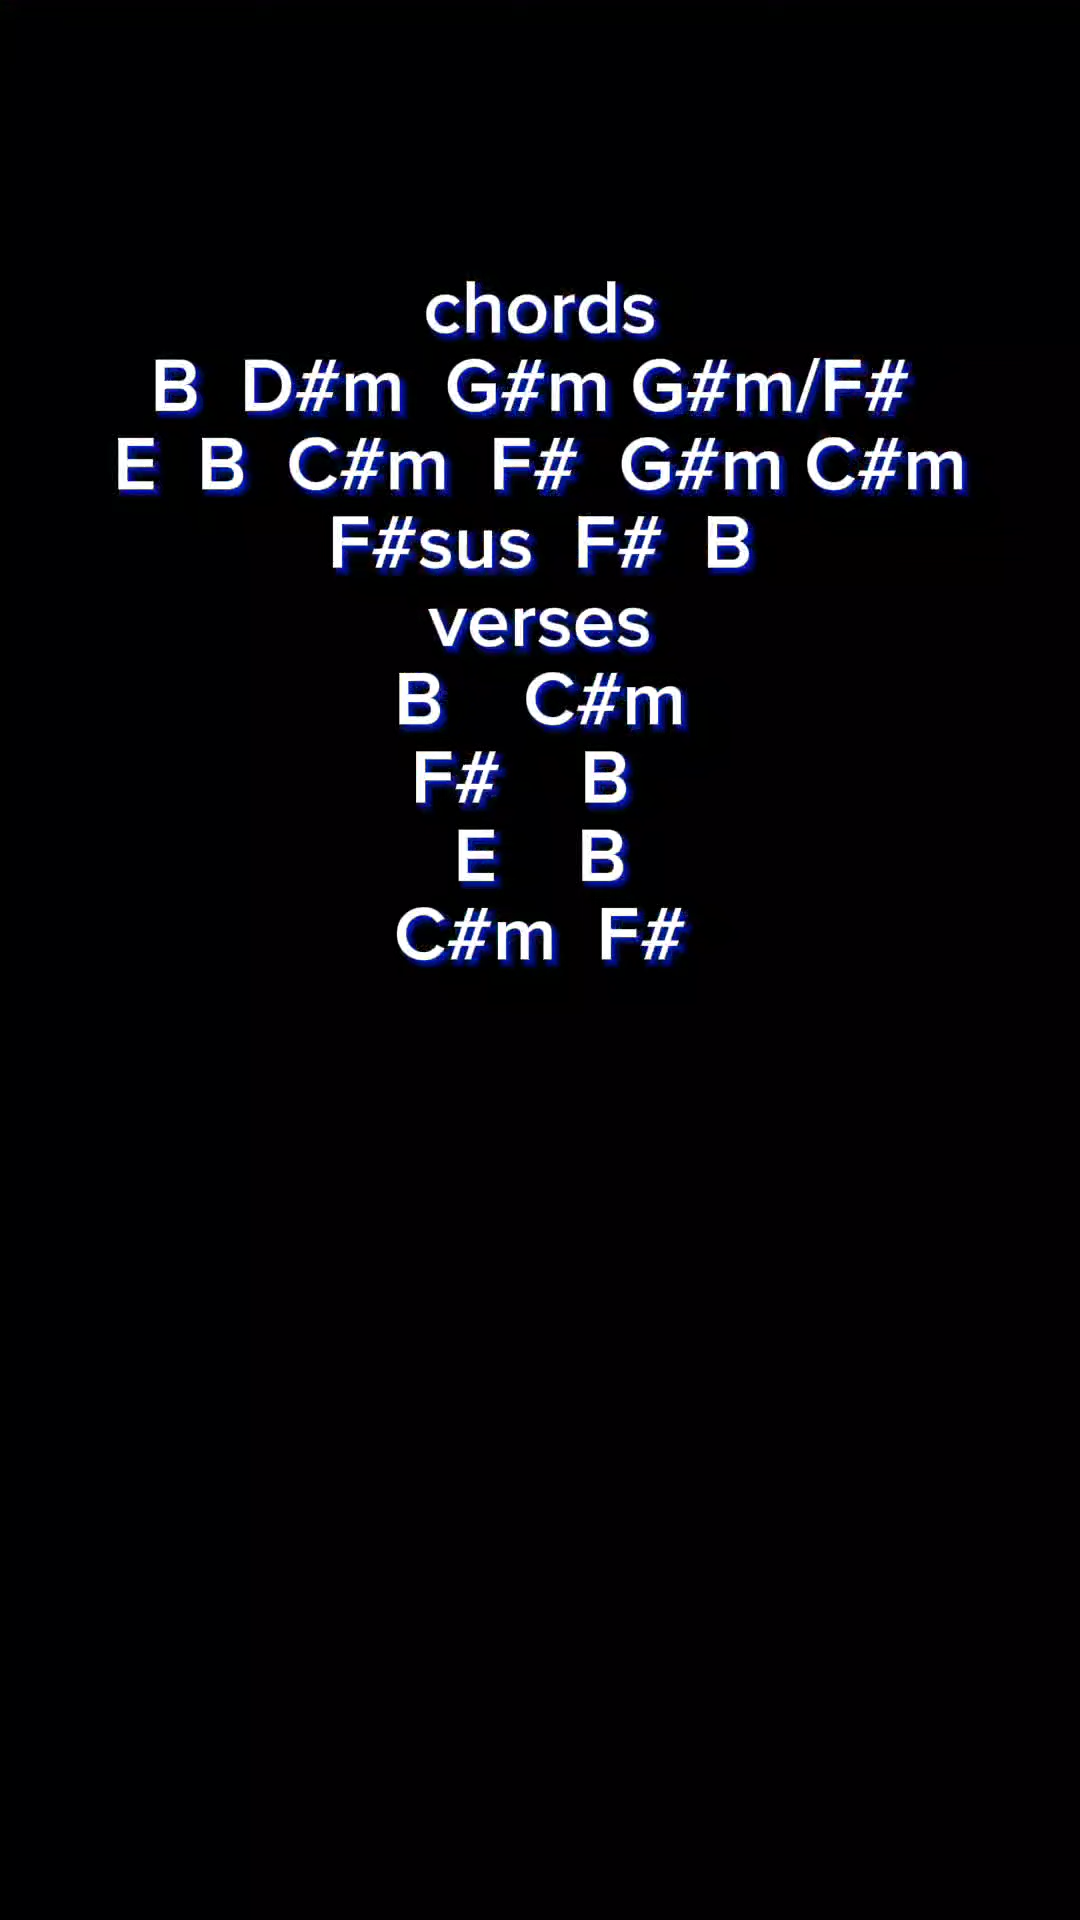 chords
B D#m G#m G#m/F#
E B C#m F# G#m C#m
F#sus F# B
verses
B C#m
F# B
E B
C#m F#